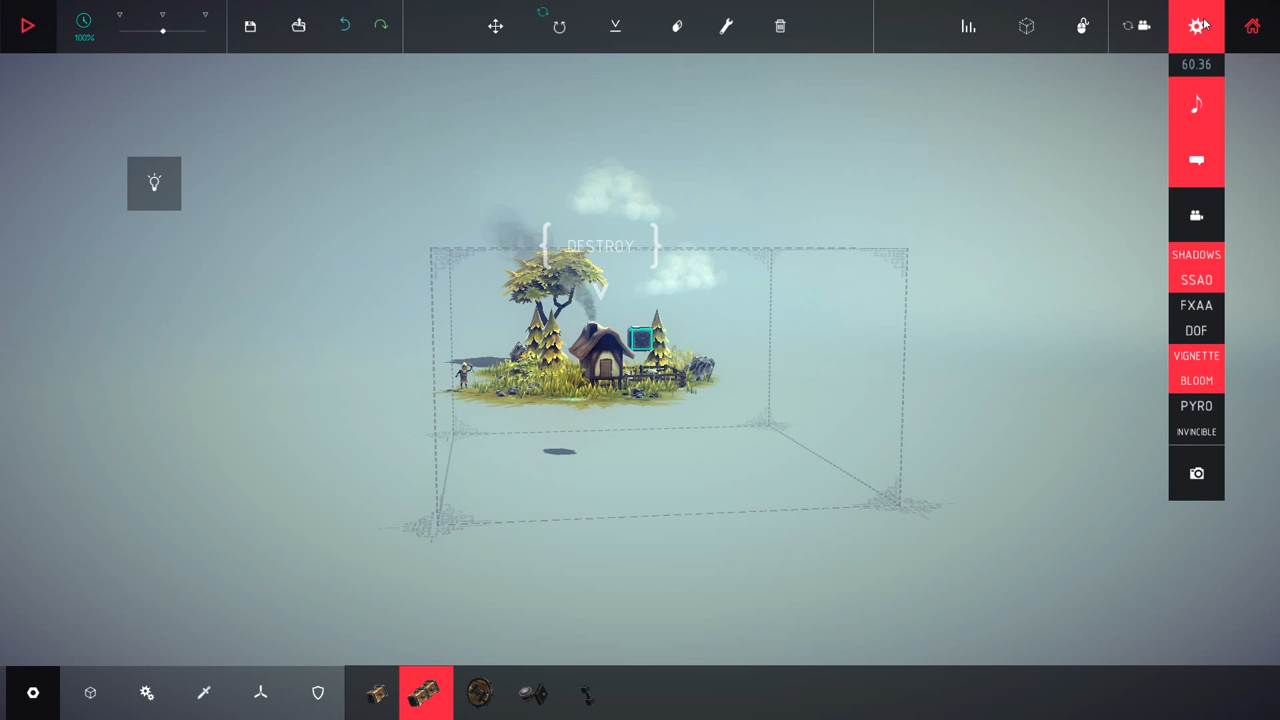 100%
60.36
DESTROY
SHADOWS
SSAO
FXAA
DOF
VIGNETTE
BLOOM
PYRO
INVINCIBLE